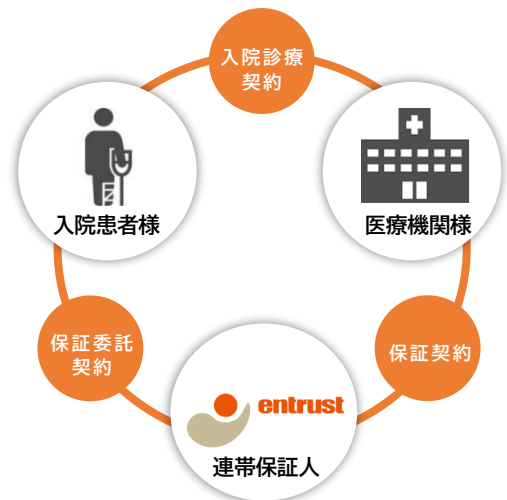 入院診療
契約
入院患者様
医療機関様
保証委託
契約
保証契約
entrust
連帯保証人